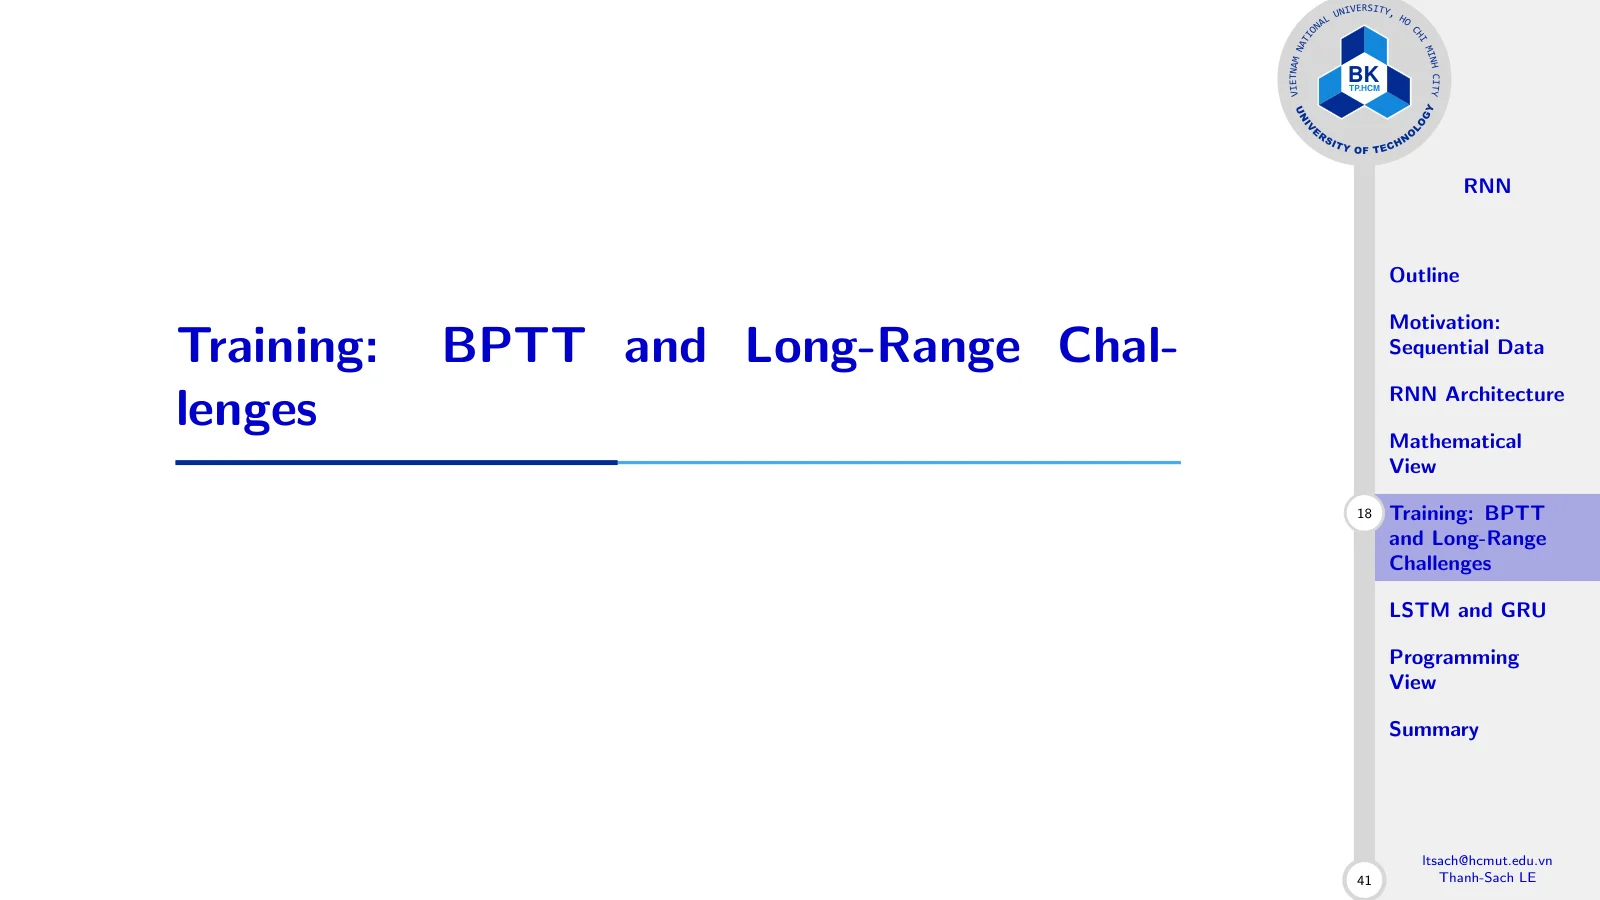 VIETNAM NATIONAL UNIVERSITY, HO CHI MINH CITY
BK
TP.HCM
UNIVERSITY OF TECHNOLOGY
RNN
Training: BPTT and Long-Range Chal-
lenges
Outline
Motivation:
Sequential Data
RNN Architecture
Mathematical
View
18
Training: BPTT
and Long-Range
Challenges
LSTM and GRU
Programming
View
Summary
ltsach@hcmut.edu.vn
Thanh-Sach LE
41